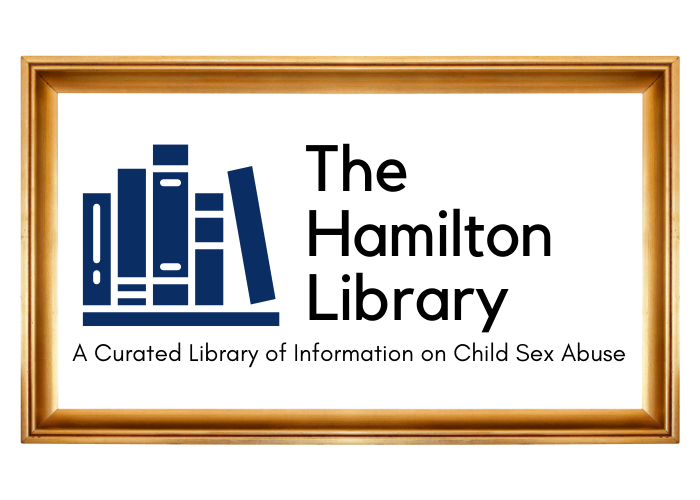 The
Hamilton
Library
A Curated Library of Information on Child Sex Abuse